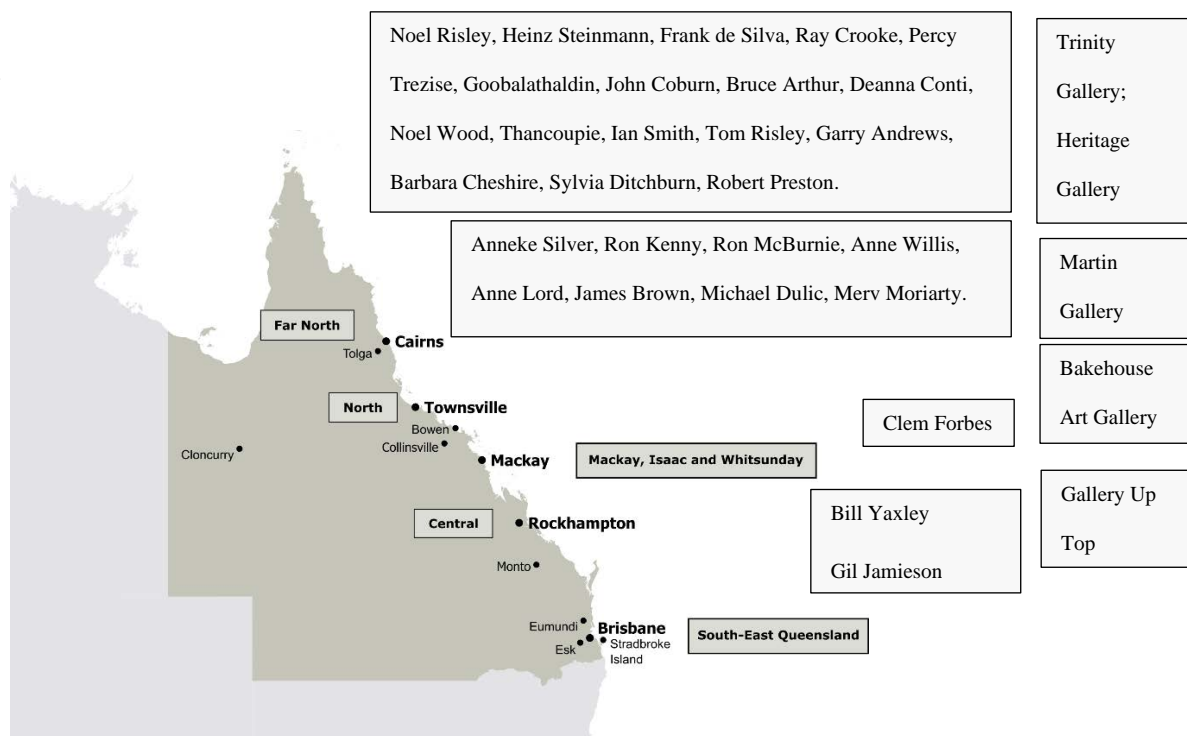 Noel Risley, Heinz Steinmann, Frank de Silva, Ray Crooke, Percy
Trezise, Goobalathaldin, John Coburn, Bruce Arthur, Deanna Conti,
Noel Wood, Thancoupie, Ian Smith, Tom Risley, Garry Andrews,
Barbara Cheshire, Sylvia Ditchburn, Robert Preston.
Trinity
Gallery;
Heritage
Gallery
Anneke Silver, Ron Kenny, Ron McBurnie, Anne Willis,
Anne Lord, James Brown, Michael Dulic, Merv Moriarty.
Martin
Gallery
Far North
Cairns
Tolga
Bakehouse
Art Gallery
North
Townsville
Clem Forbes
Bowen
Collinsville
Cloncurry
Mackay
Mackay, Isaac and Whitsunday
Gallery Up
Top
Bill Yaxley
Gil Jamieson
Central
Rockhampton
Monto
Eumundi
Brisbane
South-East Queensland
Esk
Stradbroke
Island